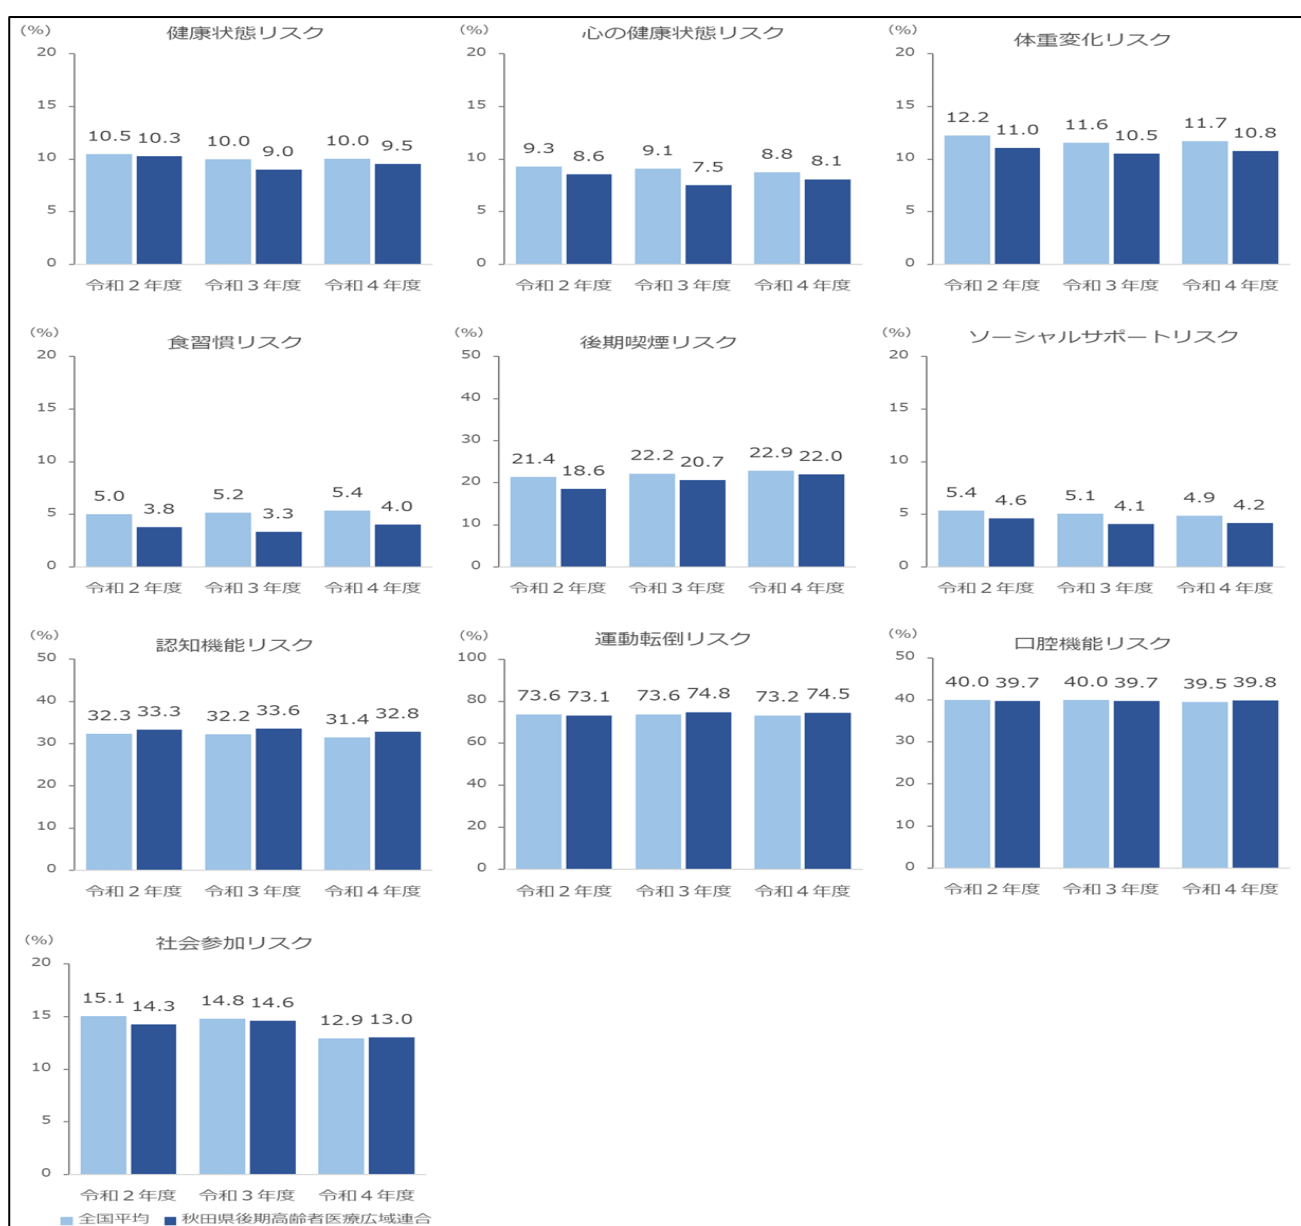 健康状態リスク
(%)
20
15
10
5
0
10.5 10.3 10.0 9.0 10.0 9.5
令和2年度 令和3年度 令和4年度
心の健康状態リスク
(%)
20
15
10
5
0
9.3 8.6 9.1 7.5 8.8 8.1
令和2年度 令和3年度 令和4年度
体重変化リスク
(%)
20
15
10
5
0
12.2 11.0 11.6 10.5 11.7 10.8
令和2年度 令和3年度 令和4年度
食習慣リスク
(%)
20
15
10
5
0
5.0 3.8 5.2 3.3 5.4 4.0
令和2年度 令和3年度 令和4年度
後期喫煙リスク
(%)
50
40
30
20
10
0
21.4 18.6 22.2 20.7 22.9 22.0
令和2年度 令和3年度 令和4年度
ソーシャルサポートリスク
(%)
20
15
10
5
0
5.4 4.6 5.1 4.1 4.9 4.2
令和2年度 令和3年度 令和4年度
認知機能リスク
(%)
50
40
30
20
10
0
32.3 33.3 32.2 33.6 31.4 32.8
令和2年度 令和3年度 令和4年度
運動転倒リスク
(%)
100
80
60
40
20
0
73.6 73.1 73.6 74.8 73.2 74.5
令和2年度 令和3年度 令和4年度
口腔機能リスク
(%)
50
40
30
20
10
0
40.0 39.7 40.0 39.7 39.5 39.8
令和2年度 令和3年度 令和4年度
社会参加リスク
(%)
20
15
10
5
0
15.1 14.3 14.8 14.6 12.9 13.0
令和2年度 令和3年度 令和4年度
全国平均 秋田県後期高齢者医療広域連合